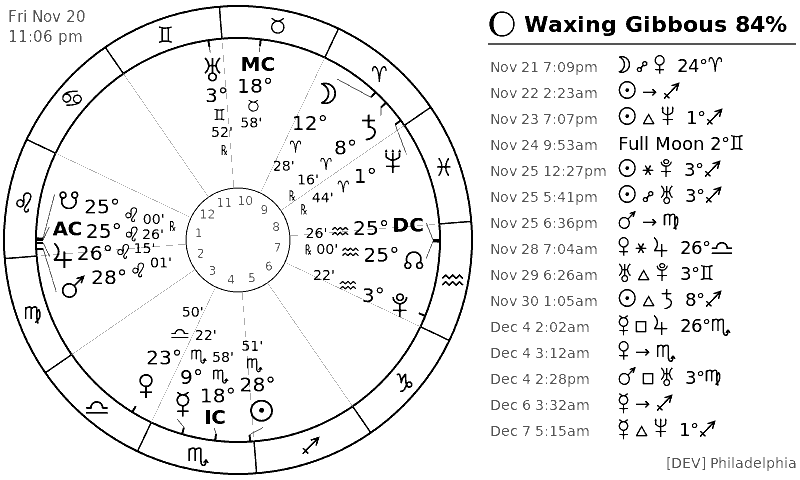 Fri Nov 20
11:06 pm
Waxing Gibbous 84%
Nov 21 7:09pm ☽ ☍ ♀ 24°♈
Nov 22 2:23am ☉ → ♐
Nov 23 7:07pm ☉ △ ♆ 1°♐
Nov 24 9:53am Full Moon 2°♊
Nov 25 12:27pm ☉ ⚹ ♇ 3°♐
Nov 25 5:41pm ☉ ☍ ♅ 3°♐
Nov 25 6:36pm ♂ → ♍
Nov 28 7:04am ♀ ⚹ ♃ 26°♎
Nov 29 6:26am ♅ △ ♇ 3°♊
Nov 30 1:05am ☉ △ ♄ 8°♐
Dec 4 2:02am ☿ □ ♃ 26°♏
Dec 4 3:12am ♀ → ♏
Dec 4 2:28pm ♂ □ ♅ 3°♍
Dec 6 3:32am ☿ → ♐
Dec 7 5:15am ☿ △ ♆ 1°♐
[DEV] Philadelphia
♊
♉
♋
♈
♌
♓
♍
♒
♎
♑
♏
♐
♅ 3° ♊ 52' ℞
MC 18° ♉ 58'
☽ 12° ♈ 28'
♄ 8° ♈ 16' ℞
♆ 1° ♈ 44' ℞
☋ 25° ♌ 00' ℞
AC 25° ♌ 26'
♃ 26° ♌ 15'
♂ 28° ♌ 01'
26' ♒ 25° DC
℞ 00' ♒ 25° ☊
22' ♒ 3° ♇
50' ♎ 23° ♀
22' ♏ 9° ☿
58' ♏ 18° IC
51' ♏ 28° ☉
1
2
3
4
5
6
7
8
9
10
11
12